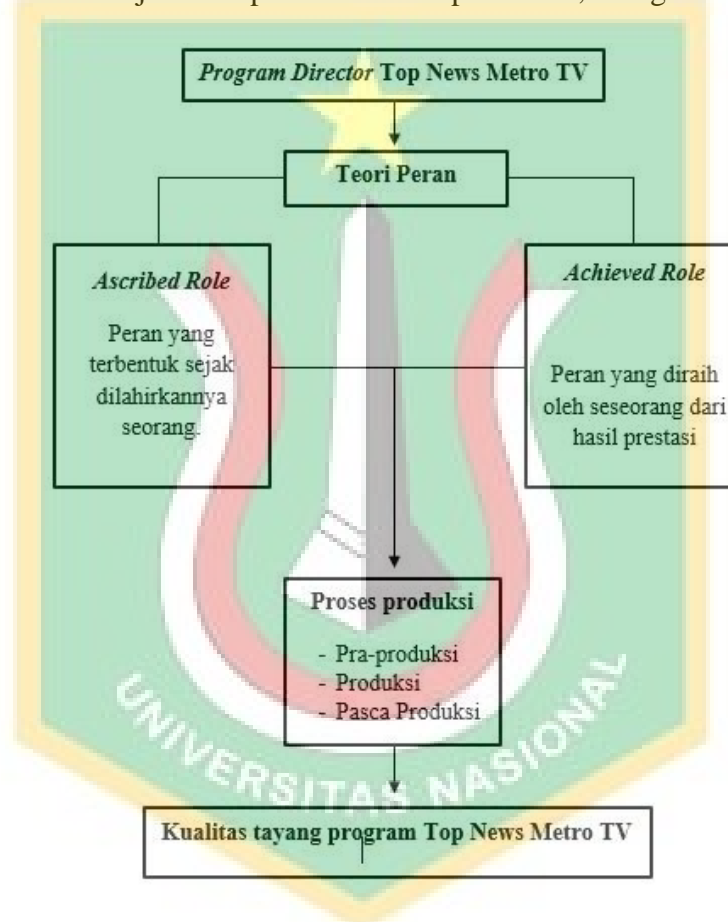 Program Director Top News Metro TV
Teori Peran
Ascribed Role
Peran yang
terbentuk sejak
dilahirkannya
seorang.
Achieved Role
Peran yang diraih
oleh seseorang dari
hasil prestasi
Proses produksi
- Pra-produksi
- Produksi
- Pasca Produksi
UNIVERSITAS NASIONAL
Kualitas tayang program Top News Metro TV